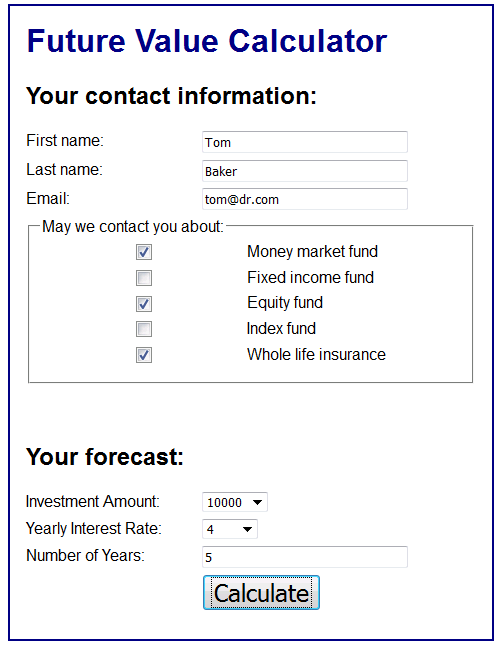 Future Value Calculator
Your contact information:
First name: Tom
Last name: Baker
Email: tom@dr.com
May we contact you about:
Money market fund
Fixed income fund
Equity fund
Index fund
Whole life insurance
Your forecast:
Investment Amount: 10000
Yearly Interest Rate: 4
Number of Years: 5
Calculate